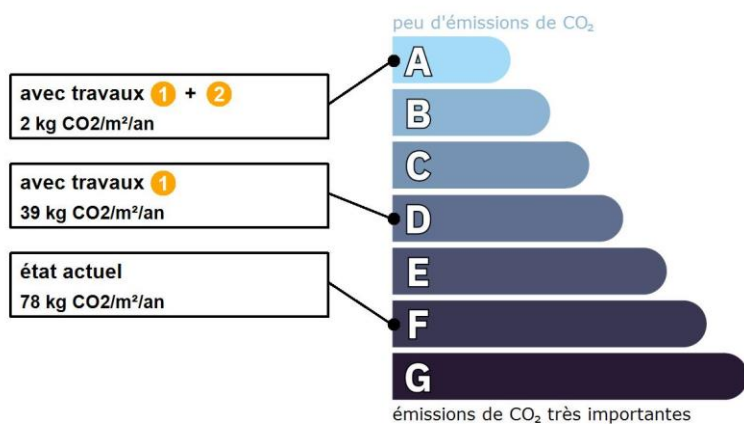 peu d'émissions de CO₂
A
avec travaux 1 + 2
2 kg CO2/m²/an
B
C
avec travaux 1
39 kg CO2/m²/an
D
E
état actuel
78 kg CO2/m²/an
F
G
émissions de CO₂ très importantes